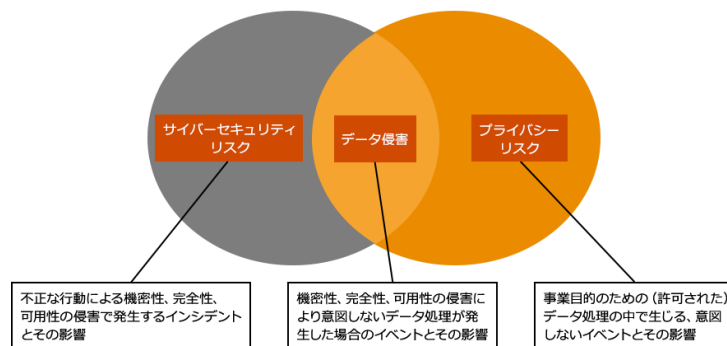 サイバーセキュリティ
リスク
データ侵害
プライバシー
リスク
不正な行動による機密性、完全性、
可用性の侵害で発生するインシデント
とその影響
機密性、完全性、可用性の侵害に
より意図しないデータ処理が発
生した場合のイベントとその影響
事業目的のための（許可された）
データ処理の中で生じる、意図
しないイベントとその影響